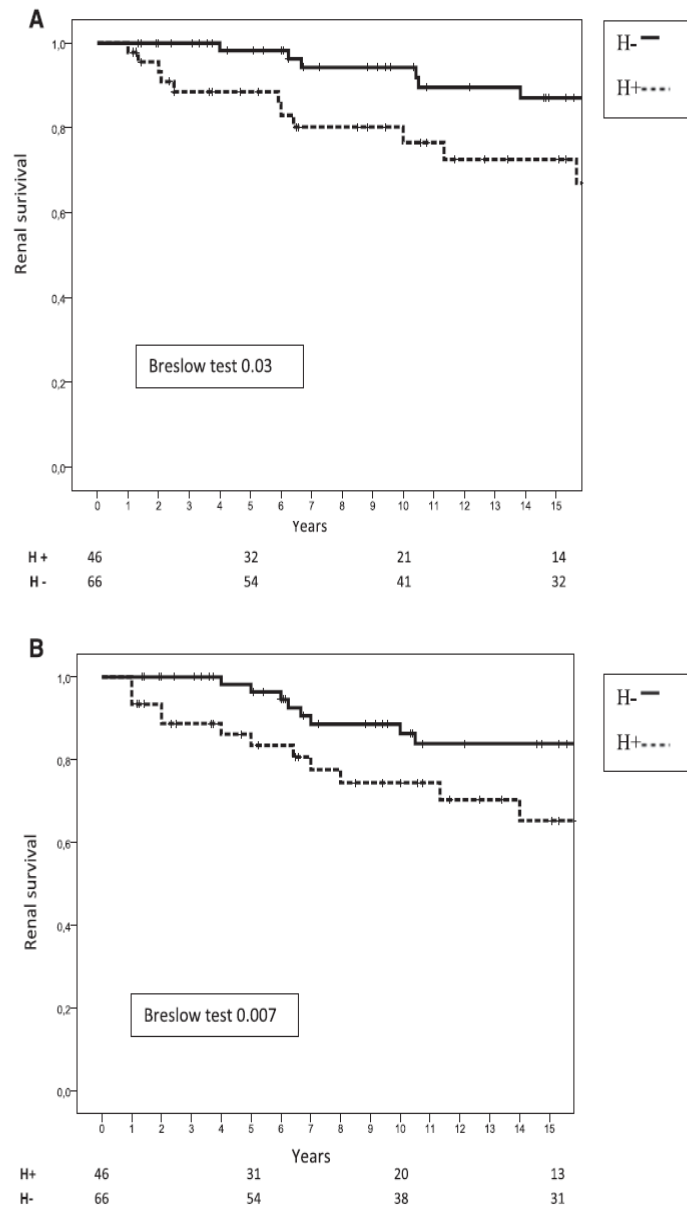 A
1,0
0,8
0,6
0,4
0,2
0,0
Renal surivival
Breslow test 0.03
H-
H+
0 1 2 3 4 5 6 7 8 9 10 11 12 13 14 15
Years
H + 46 32 21 14
H - 66 54 41 32
B
1,0
0,8
0,6
0,4
0,2
0,0
Renal survival
Breslow test 0.007
H-
H+
0 1 2 3 4 5 6 7 8 9 10 11 12 13 14 15
Years
H+ 46 31 20 13
H- 66 54 38 31